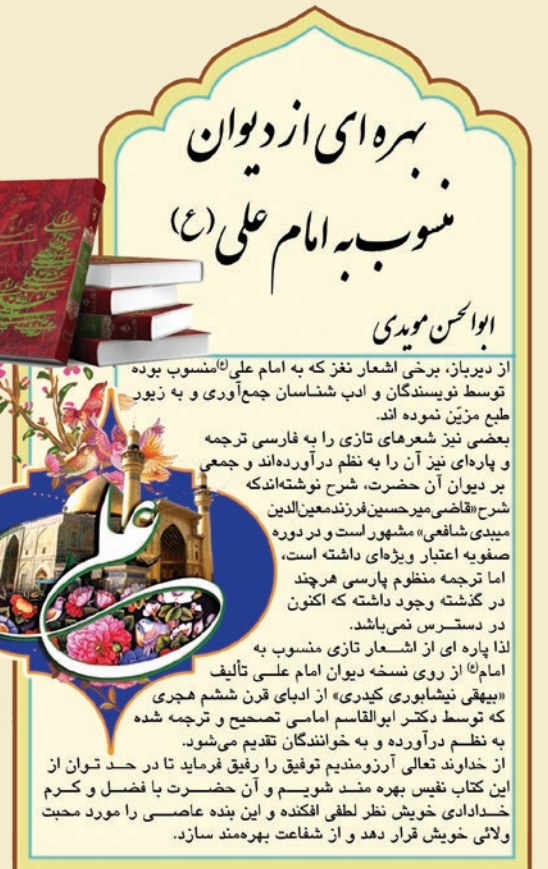 بهره ای از دیوان
منسوب به امام علی (ع)
ابوالحسن مویدی
از دیرباز، برخی اشعار نغز که به امام علی(ع) منسوب بوده
توسط نویسندگان و ادب شناسان جمع‌آوری و به زیور
طبع مزیّن نموده اند.
بعضی نیز شعرهای تازی را به فارسی ترجمه
و پاره‌ای نیز آن را به نظم درآورده‌اند و جمعی
بر دیوان آن حضرت، شرح نوشته‌اندکه
شرح«قاضی‌میرحسین‌فرزندمعین‌الدین
میبدی‌شافعی» مشهور است و در دوره
صفویه اعتبار ویژه‌ای داشته است،
اما ترجمه منظوم پارسی هرچند
در گذشته وجود داشته که اکنون
در دسترس نمی‌باشد.
لذا پاره ای از اشعار تازی منسوب به
امام(ع) از روی نسخه دیوان امام علی تألیف
«بیهقی نیشابوری کیدری» از ادبای قرن ششم هجری
که توسط دکتر ابوالقاسم امامی تصحیح و ترجمه شده
به نظم درآورده و به خوانندگان تقدیم می‌شود.
از خداوند تعالی آرزومندیم توفیق را رفیق فرماید تا در حد توان از
این کتاب نفیس بهره مند شویم و آن حضرت با فضل و کرم
خدادادی خویش نظر لطفی افکنده و این بنده عاصی را مورد محبت
ولائی خویش قرار دهد و از شفاعت بهره‌مند سازد.
علی